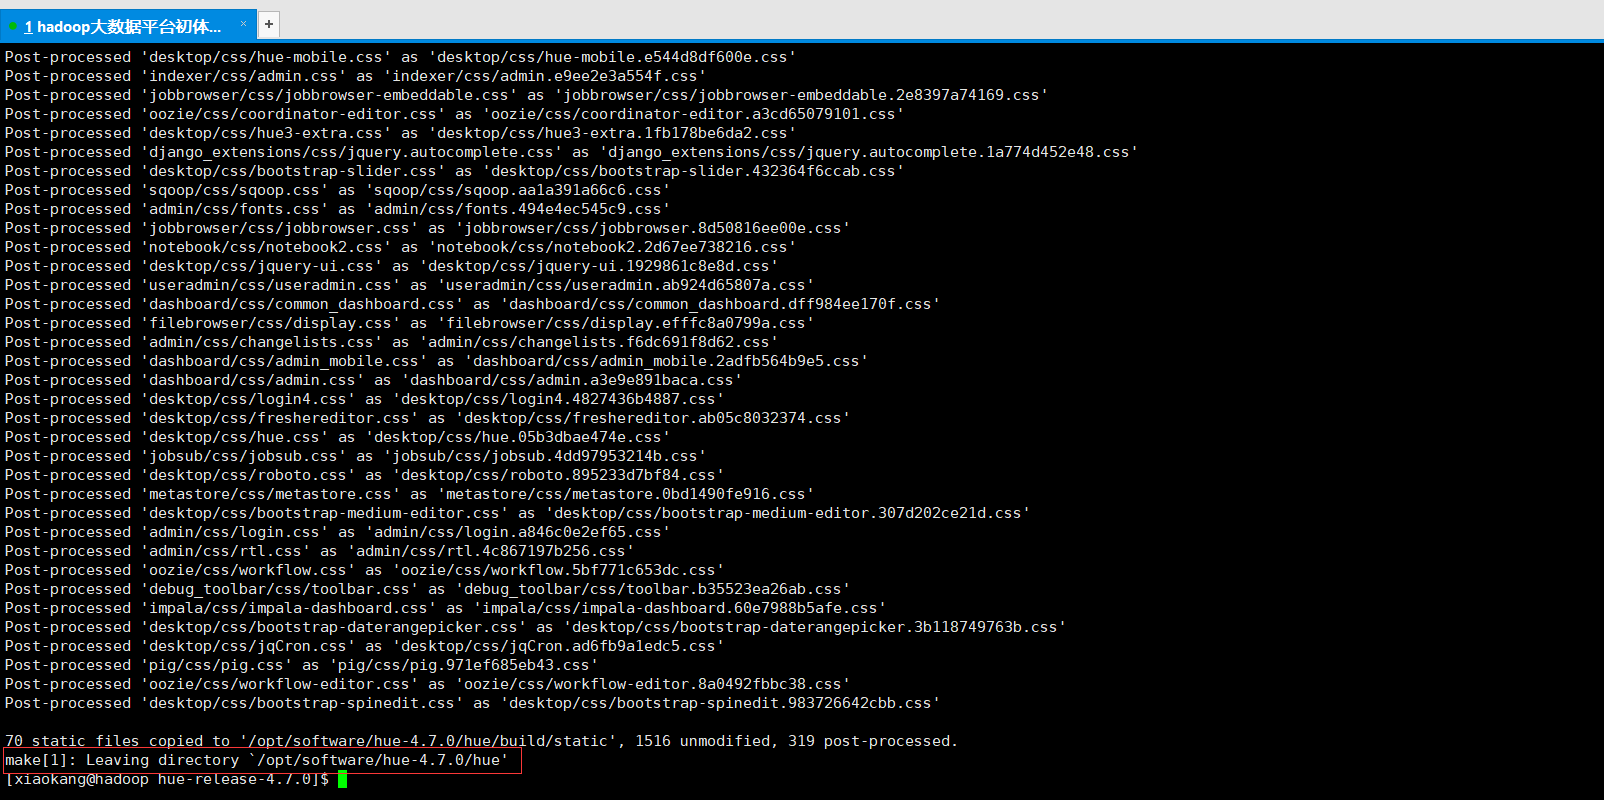 1 hadoop大数据平台初体...
Post-processed 'desktop/css/hue-mobile.css' as 'desktop/css/hue-mobile.e544d8df600e.css'
Post-processed 'indexer/css/admin.css' as 'indexer/css/admin.e9ee2e3a554f.css'
Post-processed 'jobbrowser/css/jobbrowser-embeddable.css' as 'jobbrowser/css/jobbrowser-embeddable.2e8397a74169.css'
Post-processed 'oozie/css/coordinator-editor.css' as 'oozie/css/coordinator-editor.a3cd65079101.css'
Post-processed 'desktop/css/hue3-extra.css' as 'desktop/css/hue3-extra.1fb178be6da2.css'
Post-processed 'django_extensions/css/jquery.autocomplete.css' as 'django_extensions/css/jquery.autocomplete.1a774d452e48.css'
Post-processed 'desktop/css/bootstrap-slider.css' as 'desktop/css/bootstrap-slider.432364f6ccab.css'
Post-processed 'sqoop/css/sqoop.css' as 'sqoop/css/sqoop.aa1a391a66c6.css'
Post-processed 'admin/css/fonts.css' as 'admin/css/fonts.494e4ec545c9.css'
Post-processed 'jobbrowser/css/jobbrowser.css' as 'jobbrowser/css/jobbrowser.8d50816ee00e.css'
Post-processed 'notebook/css/notebook2.css' as 'notebook/css/notebook2.2d67ee738216.css'
Post-processed 'desktop/css/jquery-ui.css' as 'desktop/css/jquery-ui.1929861c8e8d.css'
Post-processed 'useradmin/css/useradmin.css' as 'useradmin/css/useradmin.ab924d65807a.css'
Post-processed 'dashboard/css/common_dashboard.css' as 'dashboard/css/common_dashboard.dff984ee170f.css'
Post-processed 'filebrowser/css/display.css' as 'filebrowser/css/display.efffc8a0799a.css'
Post-processed 'admin/css/changelists.css' as 'admin/css/changelists.f6dc691f8d62.css'
Post-processed 'dashboard/css/admin_mobile.css' as 'dashboard/css/admin_mobile.2adfb564b9e5.css'
Post-processed 'dashboard/css/admin.css' as 'dashboard/css/admin.a3e9e891baca.css'
Post-processed 'desktop/css/login4.css' as 'desktop/css/login4.4827436b4887.css'
Post-processed 'desktop/css/freshereditor.css' as 'desktop/css/freshereditor.ab05c8032374.css'
Post-processed 'desktop/css/hue.css' as 'desktop/css/hue.05b3dbae474e.css'
Post-processed 'jobsub/css/jobsub.css' as 'jobsub/css/jobsub.4dd97953214b.css'
Post-processed 'desktop/css/roboto.css' as 'desktop/css/roboto.895233d7bf84.css'
Post-processed 'metastore/css/metastore.css' as 'metastore/css/metastore.0bd1490fe916.css'
Post-processed 'desktop/css/bootstrap-medium-editor.css' as 'desktop/css/bootstrap-medium-editor.307d202ce21d.css'
Post-processed 'admin/css/login.css' as 'admin/css/login.a846c0e2ef65.css'
Post-processed 'admin/css/rtl.css' as 'admin/css/rtl.4c867197b256.css'
Post-processed 'oozie/css/workflow.css' as 'oozie/css/workflow.5bf771c653dc.css'
Post-processed 'debug_toolbar/css/toolbar.css' as 'debug_toolbar/css/toolbar.b35523ea26ab.css'
Post-processed 'impala/css/impala-dashboard.css' as 'impala/css/impala-dashboard.60e7988b5afe.css'
Post-processed 'desktop/css/bootstrap-daterangepicker.css' as 'desktop/css/bootstrap-daterangepicker.3b118749763b.css'
Post-processed 'desktop/css/jqCron.css' as 'desktop/css/jqCron.ad6fb9a1edc5.css'
Post-processed 'pig/css/pig.css' as 'pig/css/pig.971ef685eb43.css'
Post-processed 'oozie/css/workflow-editor.css' as 'oozie/css/workflow-editor.8a0492fbbc38.css'
Post-processed 'desktop/css/bootstrap-spinedit.css' as 'desktop/css/bootstrap-spinedit.983726642cbb.css'
70 static files copied to '/opt/software/hue-4.7.0/hue/build/static', 1516 unmodified, 319 post-processed.
make[1]: Leaving directory `/opt/software/hue-4.7.0/hue'
[xiaokang@hadoop hue-release-4.7.0]$